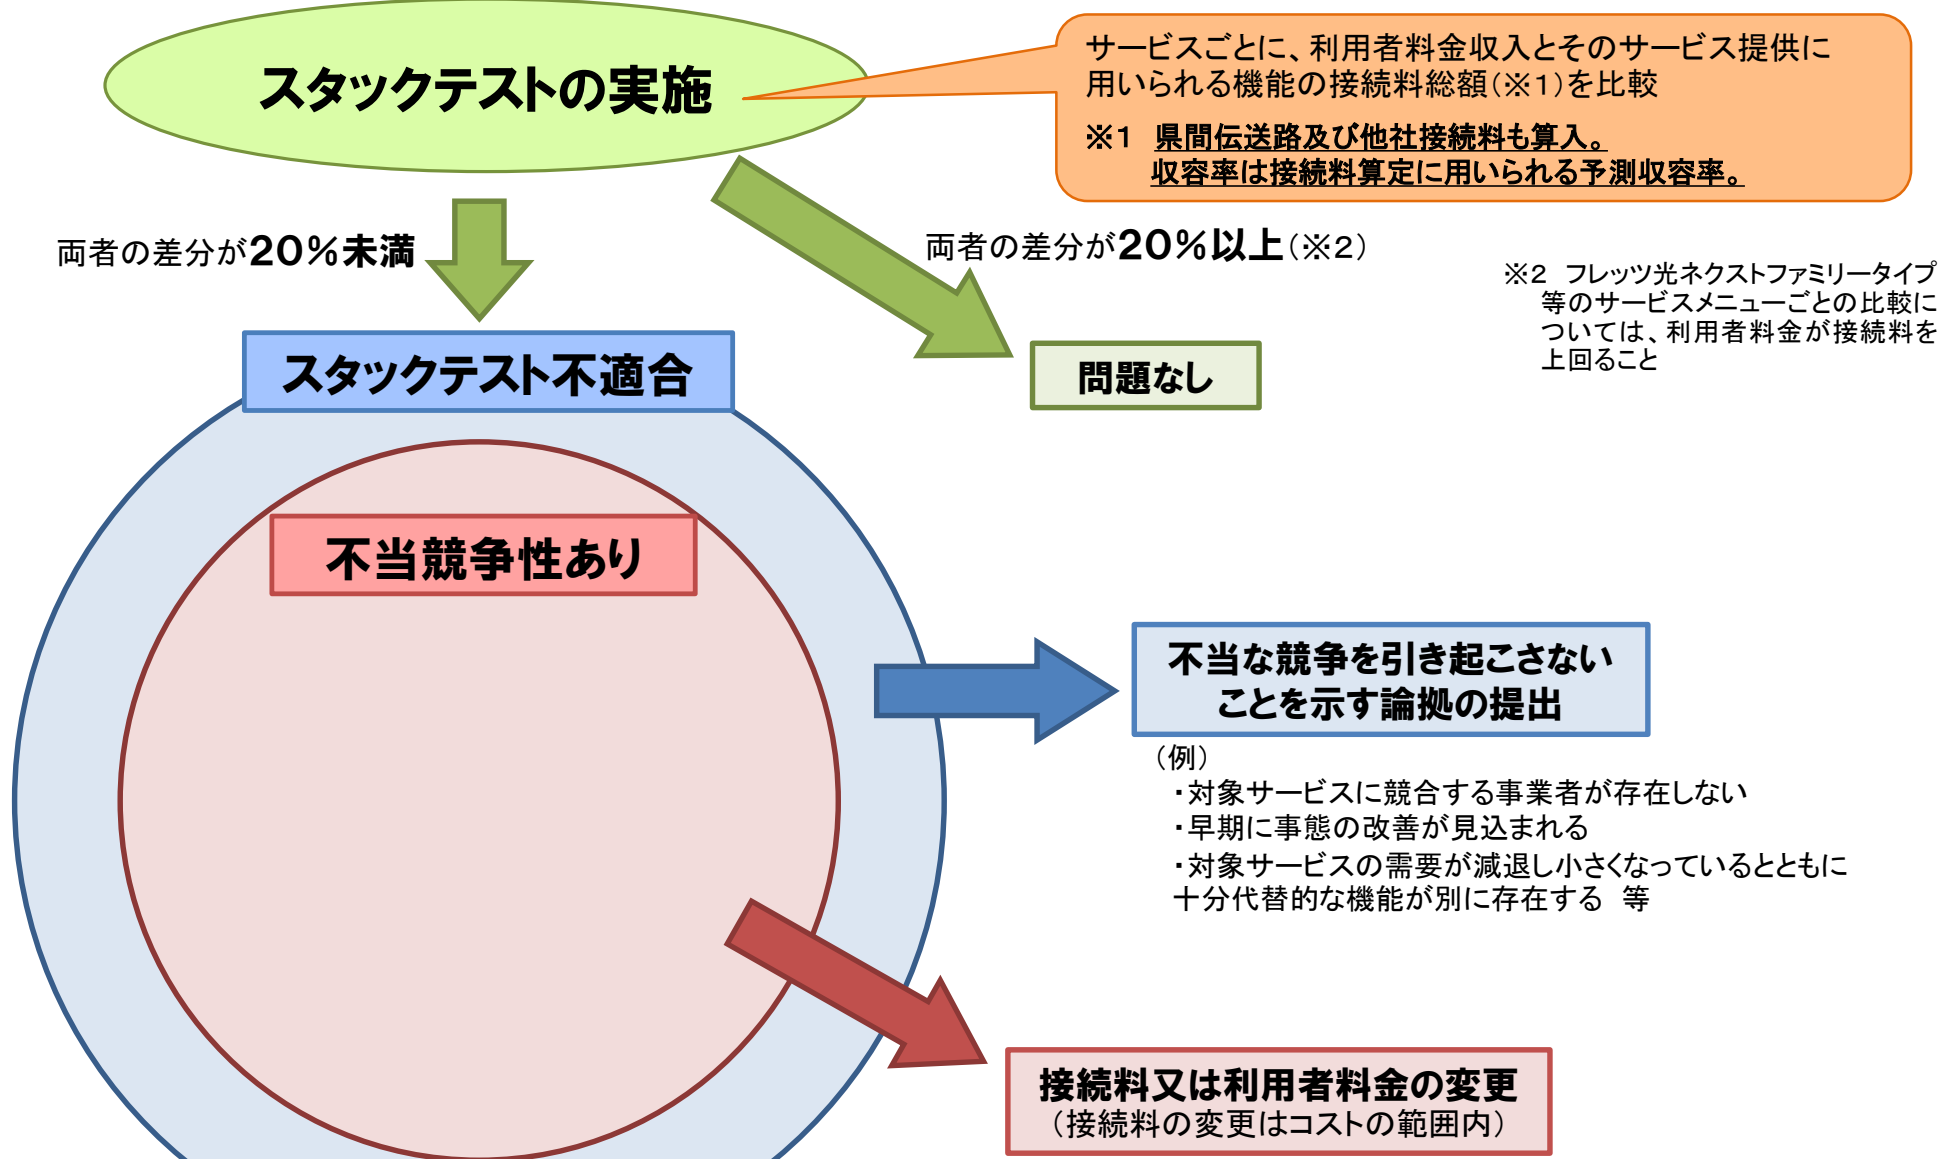 スタックテストの実施
サービスごとに、利用者料金収入とそのサービス提供に
用いられる機能の接続料総額(※1)を比較
※1　県間伝送路及び他社接続料も算入。
収容率は接続料算定に用いられる予測収容率。
両者の差分が20%未満
両者の差分が20%以上(※2)
※2　フレッツ光ネクストファミリータイプ
等のサービスメニューごとの比較に
ついては、利用者料金が接続料を
上回ること
スタックテスト不適合
問題なし
不当競争性あり
不当な競争を引き起こさない
ことを示す論拠の提出
(例)
・対象サービスに競合する事業者が存在しない
・早期に事態の改善が見込まれる
・対象サービスの需要が減退し小さくなっているとともに
十分代替的な機能が別に存在する　等
接続料又は利用者料金の変更
(接続料の変更はコストの範囲内)